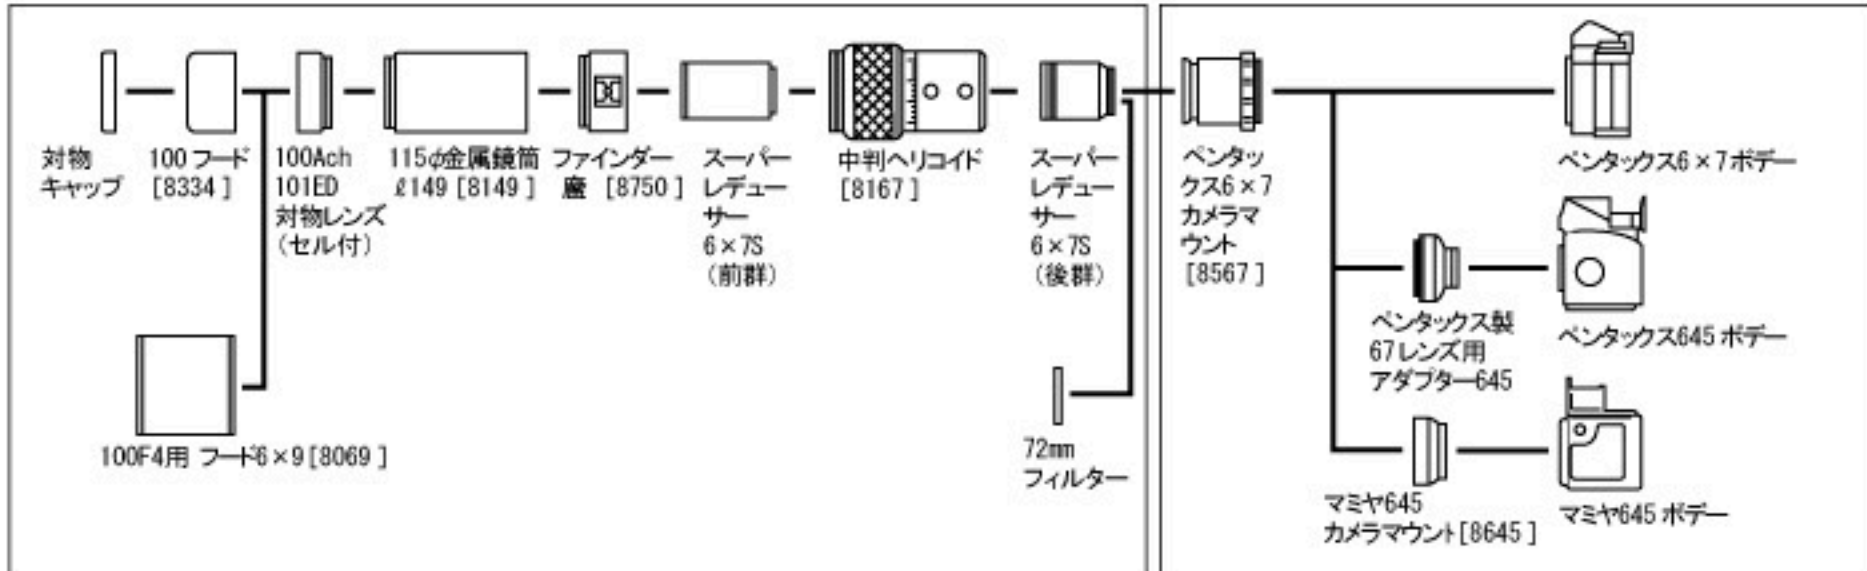 対物
キャップ
100 フード
[8334 ]
100Ach
101ED
対物レンズ
(セル付)
115φ金属鏡筒
ℓ149 [8149 ]
ファインダー
座 [8750 ]
スーパー
レデュー
サー
6×7S
(前群)
中判ヘリコイド
[8167 ]
スーパー
レデュー
サー
6×7S
(後群)
ペンタッ
クス6×7
カメラマ
ウント
[8567 ]
ペンタックス6×7ボデー
ペンタックス製
67レンズ用
アダプター645
ペンタックス645 ボデー
100F4用 フード6×9[8069 ]
72mm
フィルター
マミヤ645
カメラマウント[8645 ]
マミヤ645 ボデー